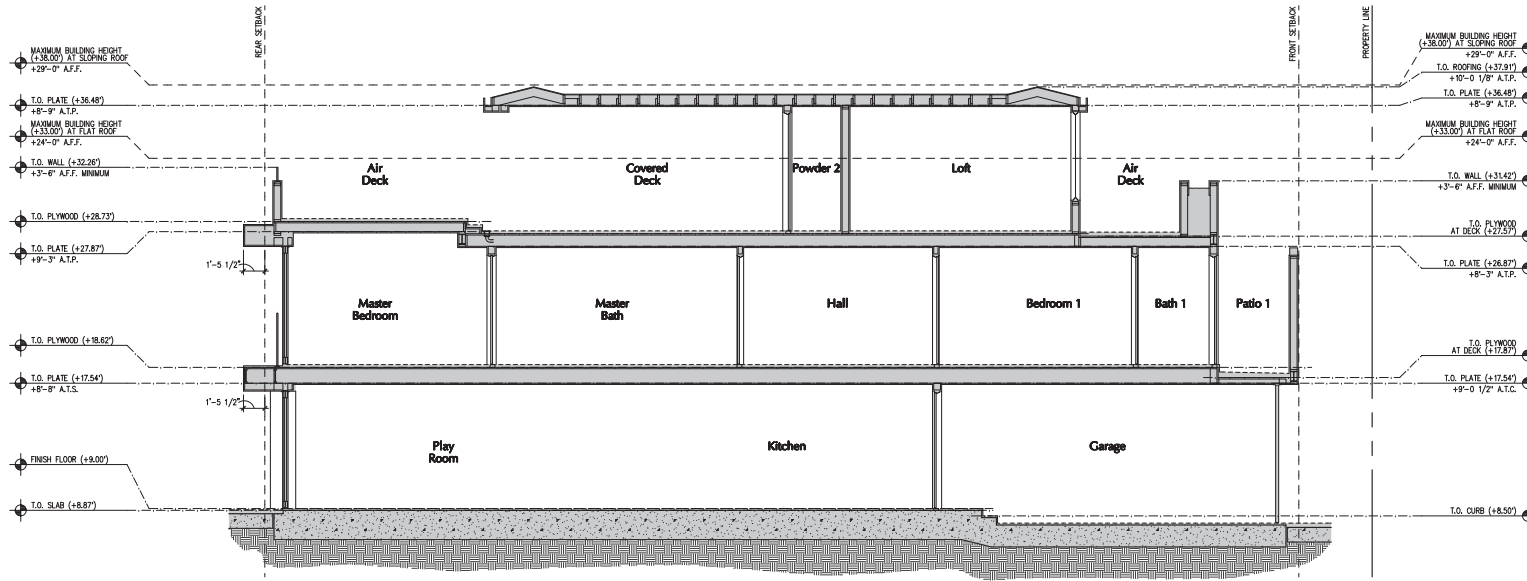 REAR SETBACK
FRONT SETBACK
PROPERTY LINE
MAXIMUM BUILDING HEIGHT
(+38.00') AT SLOPING ROOF
+29'-0" A.F.F.
T.O. PLATE (+36.48')
+8'-9" A.T.P.
MAXIMUM BUILDING HEIGHT
(+33.00') AT FLAT ROOF
+24'-0" A.F.F.
T.O. WALL (+32.26')
+3'-6" A.F.F. MINIMUM
T.O. PLYWOOD (+28.73')
T.O. PLATE (+27.87')
+9'-3" A.T.P.
1'-5 1/2"
T.O. PLYWOOD (+18.62')
T.O. PLATE (+17.54')
+8'-8" A.T.S.
1'-5 1/2"
FINISH FLOOR (+9.00')
T.O. SLAB (+8.87')
Air
Deck
Covered
Deck
Powder 2
Loft
Air
Deck
Master
Bedroom
Master
Bath
Hall
Bedroom 1
Bath 1
Patio 1
Play
Room
Kitchen
Garage
MAXIMUM BUILDING HEIGHT
(+38.00') AT SLOPING ROOF
+29'-0" A.F.F.
T.O. ROOFING (+37.91')
+10'-0 1/8" A.T.P.
T.O. PLATE (+36.48')
+8'-9" A.T.P.
MAXIMUM BUILDING HEIGHT
(+33.00') AT FLAT ROOF
+24'-0" A.F.F.
T.O. WALL (+31.42')
+3'-6" A.F.F. MINIMUM
T.O. PLYWOOD
AT DECK (+27.57')
T.O. PLATE (+26.87')
+8'-3" A.T.P.
T.O. PLYWOOD
AT DECK (+17.87')
T.O. PLATE (+17.54')
+9'-0 1/2" A.T.C.
T.O. CURB (+8.50')